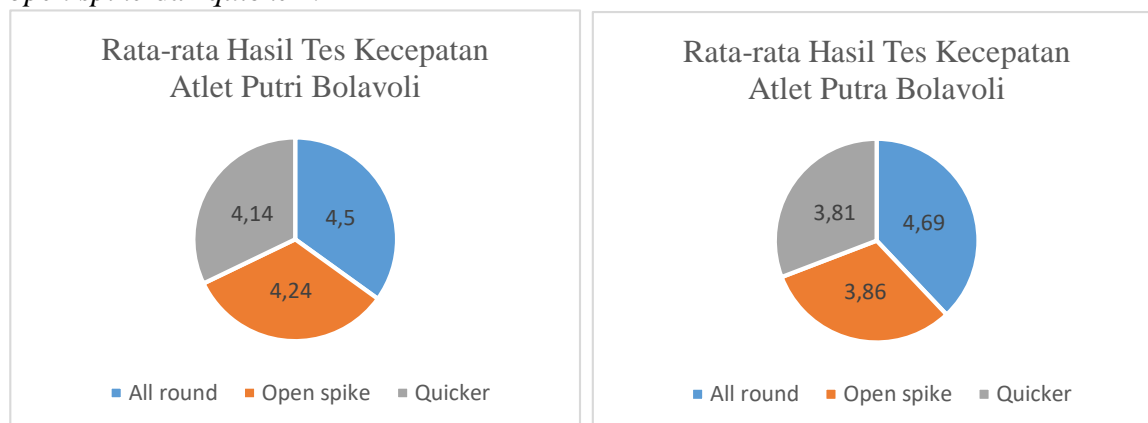 Rata-rata Hasil Tes Kecepatan
Atlet Putri Bolavoli
4,14
4,5
4,24
All round Open spike Quicker
Rata-rata Hasil Tes Kecepatan
Atlet Putra Bolavoli
3,81
4,69
3,86
All round Open spike Quicker